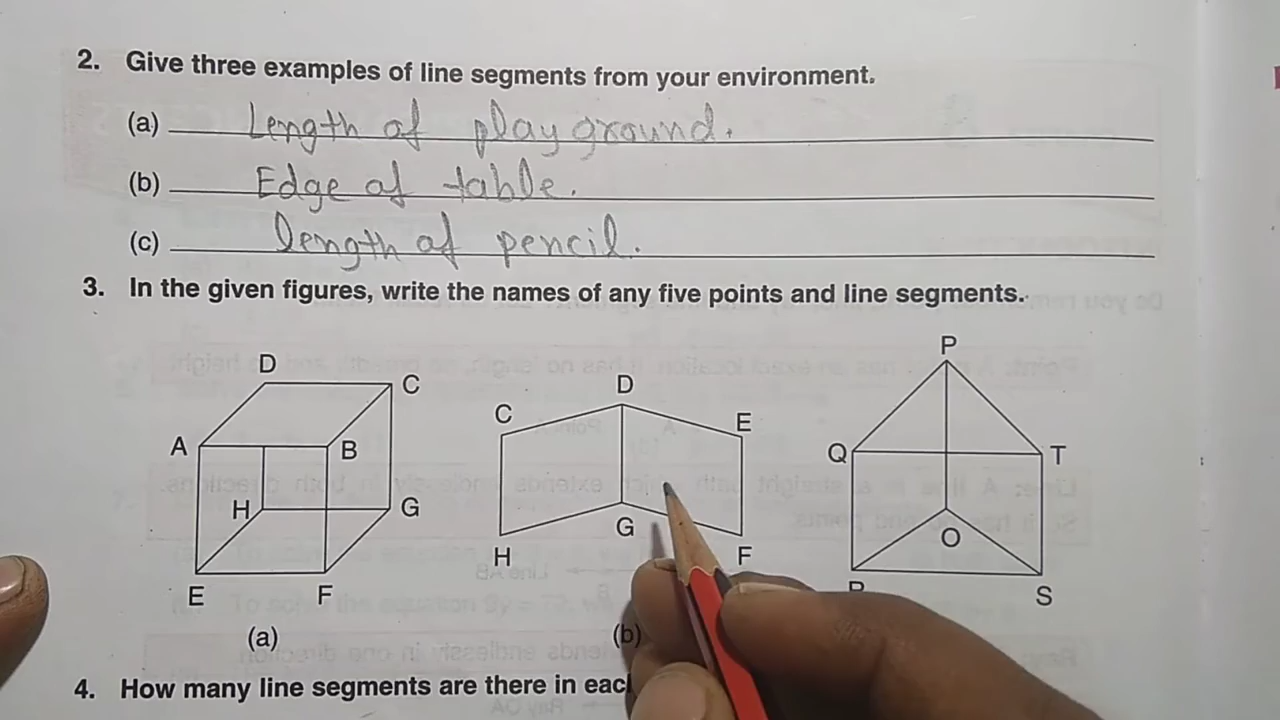 2. Give three examples of line segments from your environment.
(a) Length of playground.
(b) Edge of table.
(c) length of pencil.
3. In the given figures, write the names of any five points and line segments.
P
D
D C
C E
A B Q T
H G
G O
H F
E F S
(a) (b)
4. How many line segments are there in